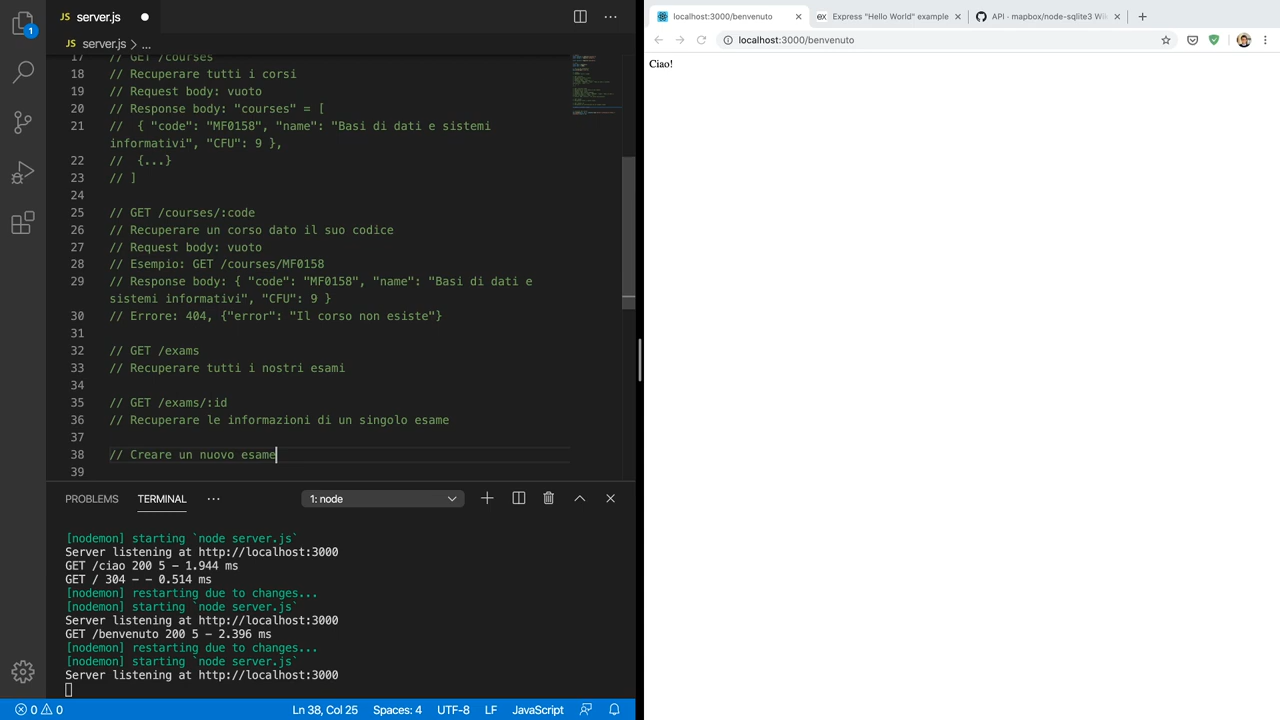 1
JS server.js
JS server.js > ...
17 // GET /courses
18 // Recuperare tutti i corsi
19 // Request body: vuoto
20 // Response body: "courses" = [
21 //  { "code": "MF0158", "name": "Basi di dati e sistemi
informativi", "CFU": 9 },
22 //  {...}
23 // ]
24
25 // GET /courses/:code
26 // Recuperare un corso dato il suo codice
27 // Request body: vuoto
28 // Esempio: GET /courses/MF0158
29 // Response body: { "code": "MF0158", "name": "Basi di dati e
sistemi informativi", "CFU": 9 }
30 // Errore: 404, {"error": "Il corso non esiste"}
31
32 // GET /exams
33 // Recuperare tutti i nostri esami
34
35 // GET /exams/:id
36 // Recuperare le informazioni di un singolo esame
37
38 // Creare un nuovo esame
39
PROBLEMS TERMINAL ... 1: node
[nodemon] starting `node server.js`
Server listening at http://localhost:3000
GET /ciao 200 5 - 1.944 ms
GET / 304 - - 0.514 ms
[nodemon] restarting due to changes...
[nodemon] starting `node server.js`
Server listening at http://localhost:3000
GET /benvenuto 200 5 - 2.396 ms
[nodemon] restarting due to changes...
[nodemon] starting `node server.js`
Server listening at http://localhost:3000
0 0 Ln 38, Col 25 Spaces: 4 UTF-8 LF JavaScript
localhost:3000/benvenuto ex Express "Hello World" example API · mapbox/node-sqlite3 Wi
localhost:3000/benvenuto
Ciao!